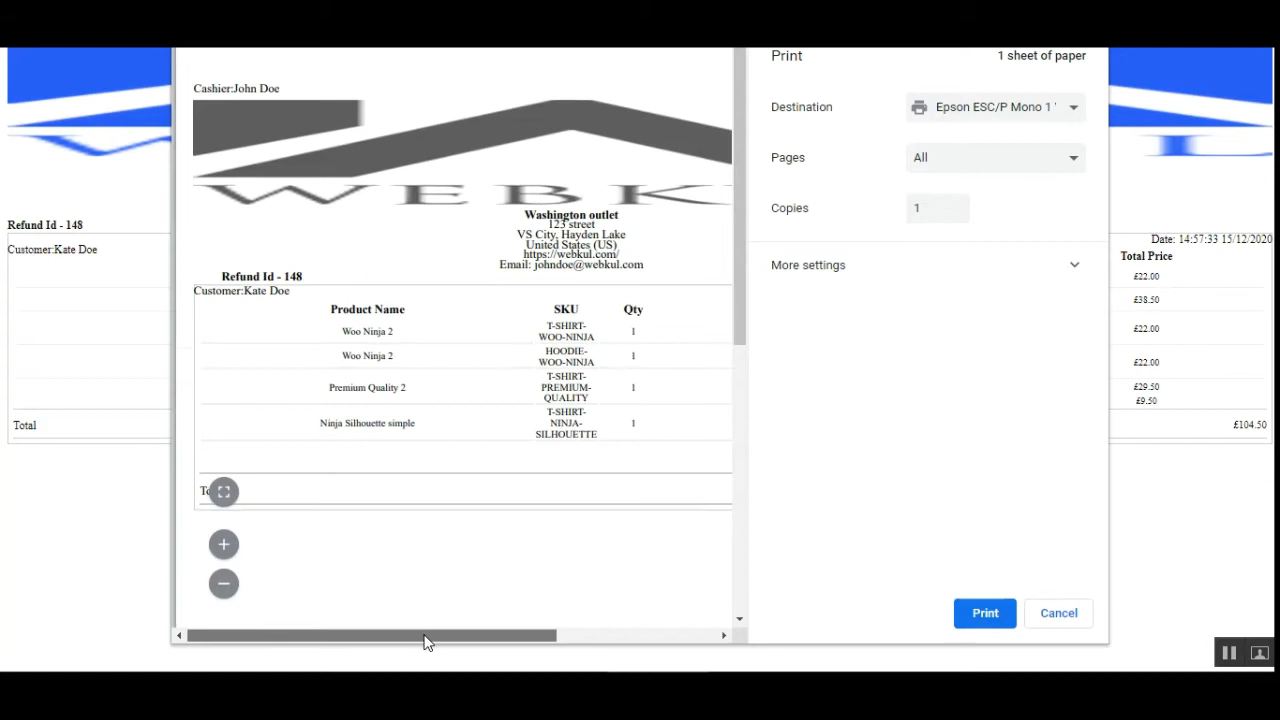 Cashier:John Doe
WEBK
Washington outlet
123 street
VS City, Hayden Lake
United States (US)
https://webkul.com/
Email: johndoe@webkul.com
Refund Id - 148
Customer:Kate Doe
Product Name SKU Qty
Woo Ninja 2 T-SHIRT-
WOO-NINJA 1
Woo Ninja 2 HOODIE-
WOO-NINJA 1
Premium Quality 2 T-SHIRT-
PREMIUM-
QUALITY 1
Ninja Silhouette simple T-SHIRT-
NINJA-
SILHOUETTE 1
Print 1 sheet of paper
Destination Epson ESC/P Mono 1
Pages All
Copies 1
More settings
Print Cancel
W
L
Refund Id - 148
Customer:Kate Doe
Total
Date: 14:57:33 15/12/2020
Total Price
£22.00
£38.50
£22.00
£22.00
£29.50
£9.50
£104.50